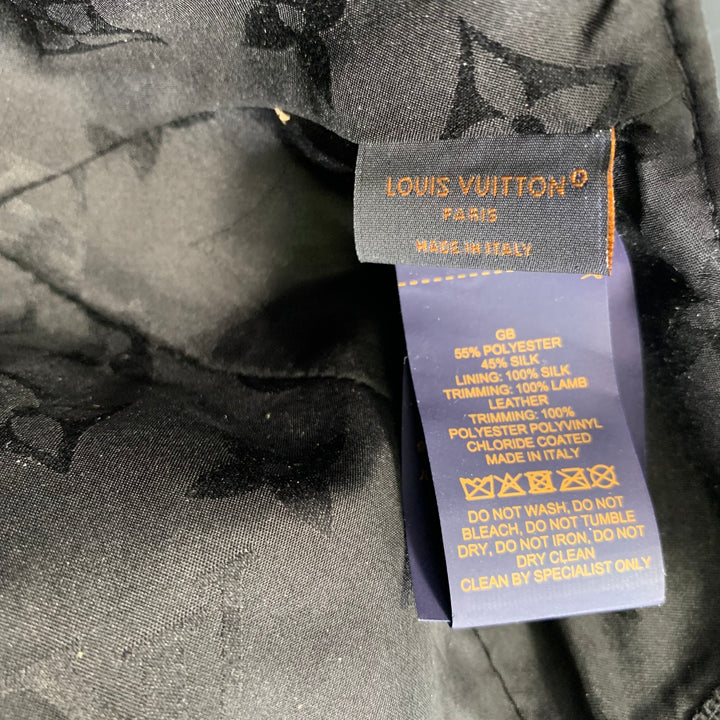 LOUIS VUITTON®
PARIS
MADE IN ITALY
GB
55% POLYESTER
45% SILK
LINING: 100% SILK
TRIMMING: 100% LAMB
LEATHER
TRIMMING: 100%
POLYESTER POLYVINYL
CHLORIDE COATED
MADE IN ITALY
DO NOT WASH, DO NOT
BLEACH, DO NOT TUMBLE
DRY, DO NOT IRON, DO NOT
DRY CLEAN
CLEAN BY SPECIALIST ONLY